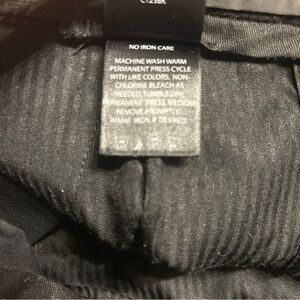 C123BR
NO IRON CARE
MACHINE WASH WARM
PERMANENT PRESS CYCLE
WITH LIKE COLORS. NON-
CHLORINE BLEACH AS
NEEDED. TUMBLE DRY,
PERMANENT PRESS MEDIUM.
REMOVE PROMPTLY.
WARM IRON IF DESIRED.